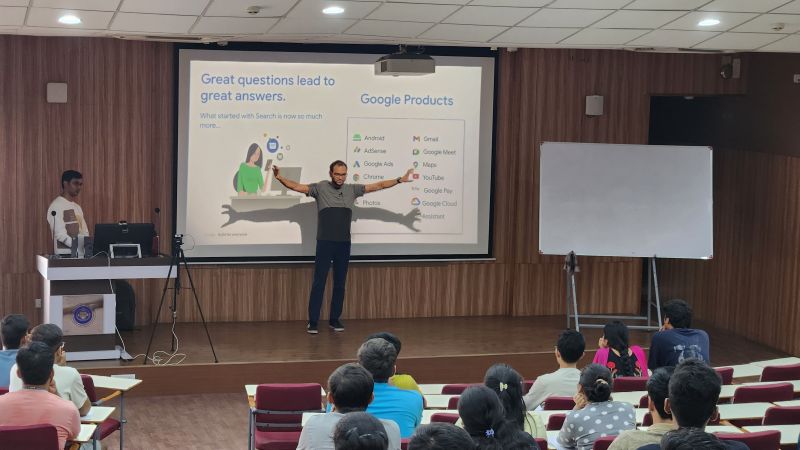 Great questions lead to
great answers.
What started with Search is now so much
more...
Google Products
Android
AdSense
Google Ads
Chrome
Photos
Gmail
Google Meet
Maps
YouTube
Google Pay
Google Cloud
Assistant